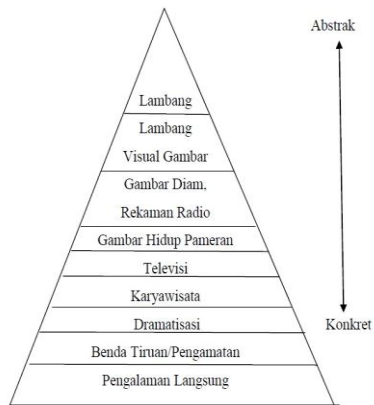 Abstrak
Lambang
Lambang
Visual Gambar
Gambar Diam,
Rekaman Radio
Gambar Hidup Pameran
Televisi
Karyawisata
Dramatisasi
Konkret
Benda Tiruan/Pengamatan
Pengalaman Langsung